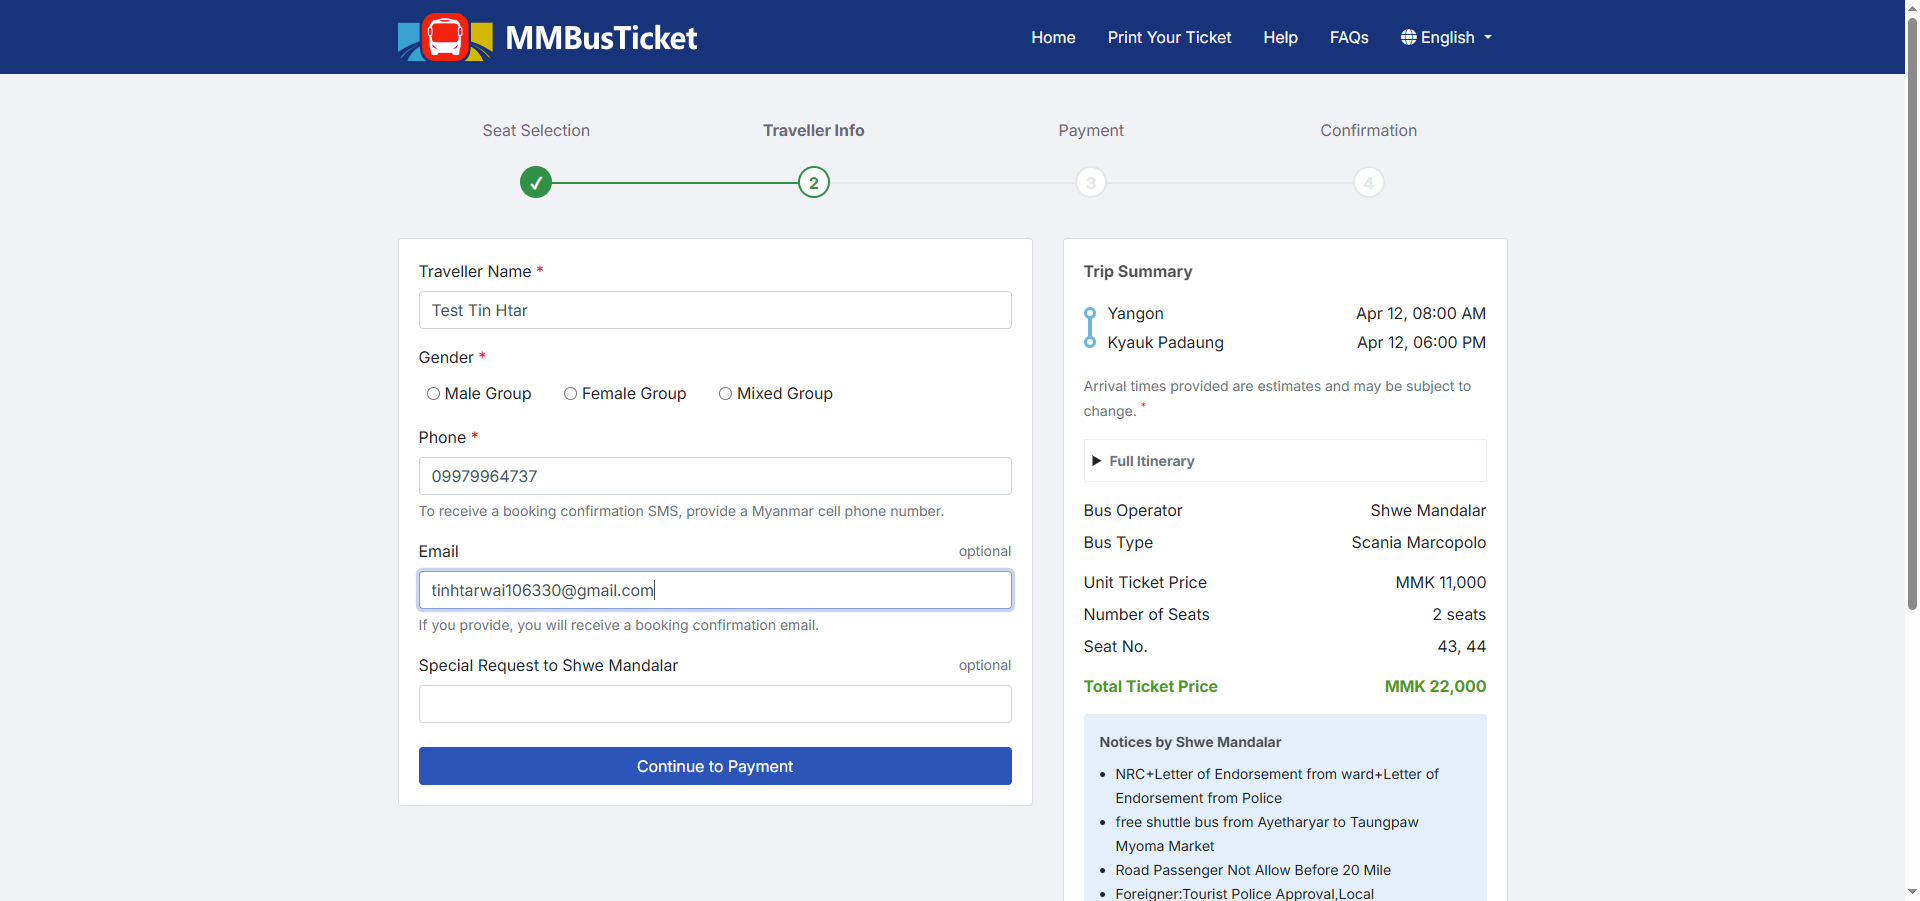 MMBusTicket
Home Print Your Ticket Help FAQs English
Seat Selection Traveller Info Payment Confirmation
2 3 4
Traveller Name *
Test Tin Htar
Gender *
Male Group Female Group Mixed Group
Phone *
09979964737
To receive a booking confirmation SMS, provide a Myanmar cell phone number.
Email optional
tinhtarwai106330@gmail.com
If you provide, you will receive a booking confirmation email.
Special Request to Shwe Mandalar optional
Continue to Payment
Trip Summary
Yangon Apr 12, 08:00 AM
Kyauk Padaung Apr 12, 06:00 PM
Arrival times provided are estimates and may be subject to
change. *
Full Itinerary
Bus Operator Shwe Mandalar
Bus Type Scania Marcopolo
Unit Ticket Price MMK 11,000
Number of Seats 2 seats
Seat No. 43, 44
Total Ticket Price MMK 22,000
Notices by Shwe Mandalar
• NRC+Letter of Endorsement from ward+Letter of
Endorsement from Police
• free shuttle bus from Ayetharyar to Taungpaw
Myoma Market
• Road Passenger Not Allow Before 20 Mile
• Foreigner:Tourist Police Approval,Local